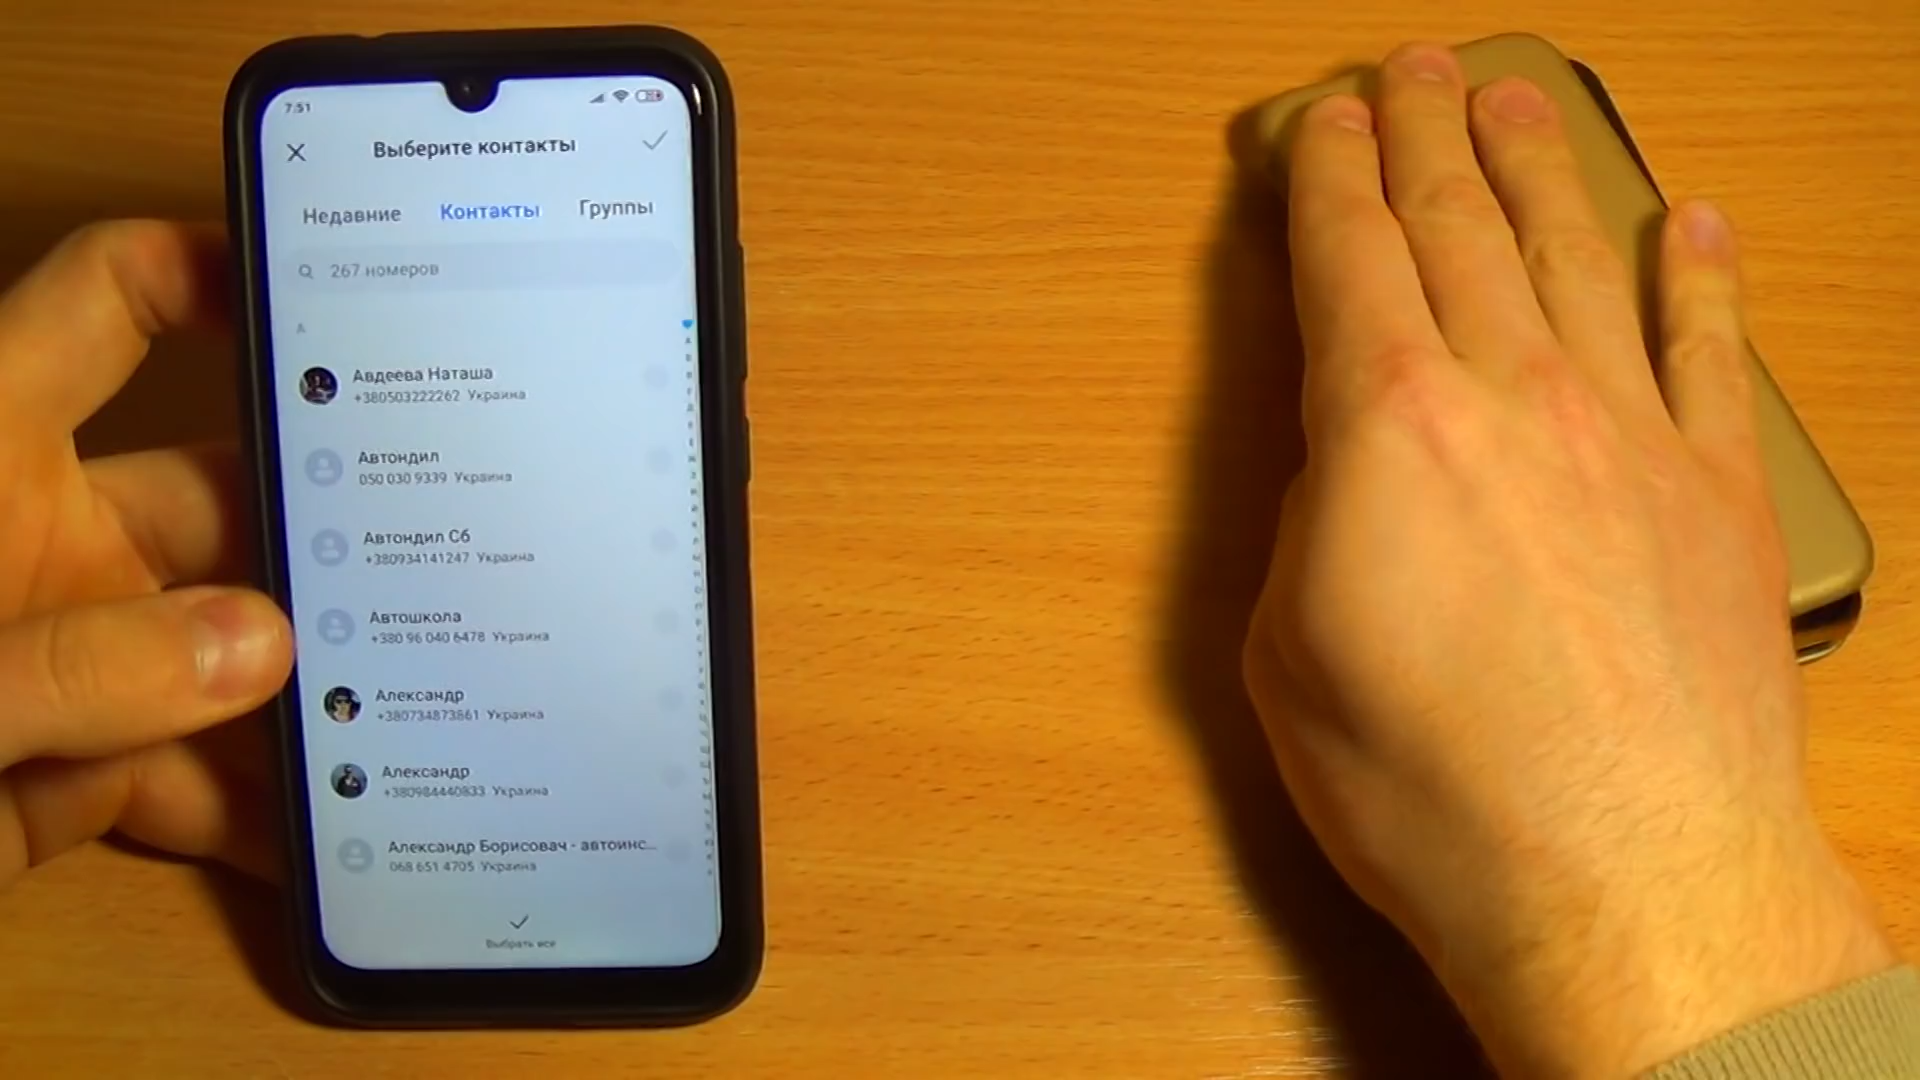 7:51
Выберите контакты
Недавние Контакты Группы
267 номеров
А
Авдеева Наташа
+380503222262 Украина
Автондил
050 030 9339 Украина
Автондил Сб
+380934141247 Украина
Автошкола
+380 96 040 6478 Украина
Александр
+380734873861 Украина
Александр
+380984440833 Украина
Александр Борисовач - автоинс...
068 651 4705 Украина
Выбрать все